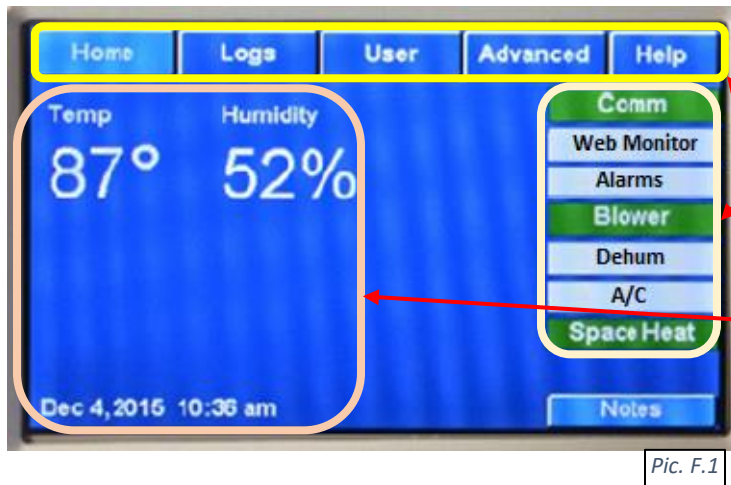 Home Logs User Advanced Help
Temp Humidity
87° 52%
Comm
Web Monitor
Alarms
Blower
Dehum
A/C
Space Heat
Dec 4,2015 10:36 am
Notes
Pic. F.1